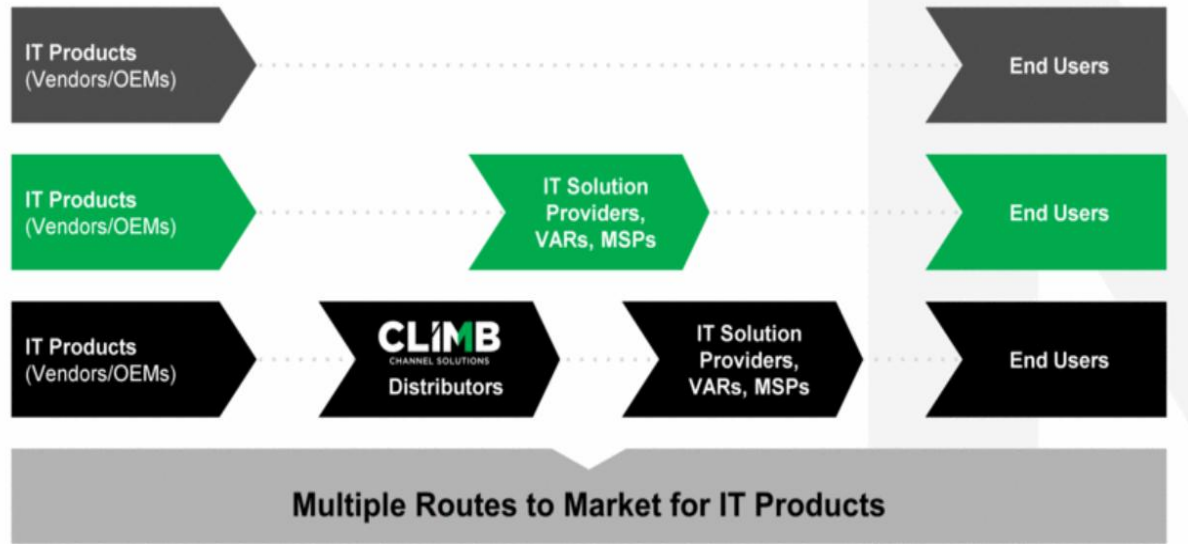 IT Products
(Vendors/OEMs)
End Users
IT Products
(Vendors/OEMs)
IT Solution
Providers,
VARs, MSPs
End Users
IT Products
(Vendors/OEMs)
CLIMB
CHANNEL SOLUTIONS
Distributors
IT Solution
Providers,
VARs, MSPs
End Users
Multiple Routes to Market for IT Products